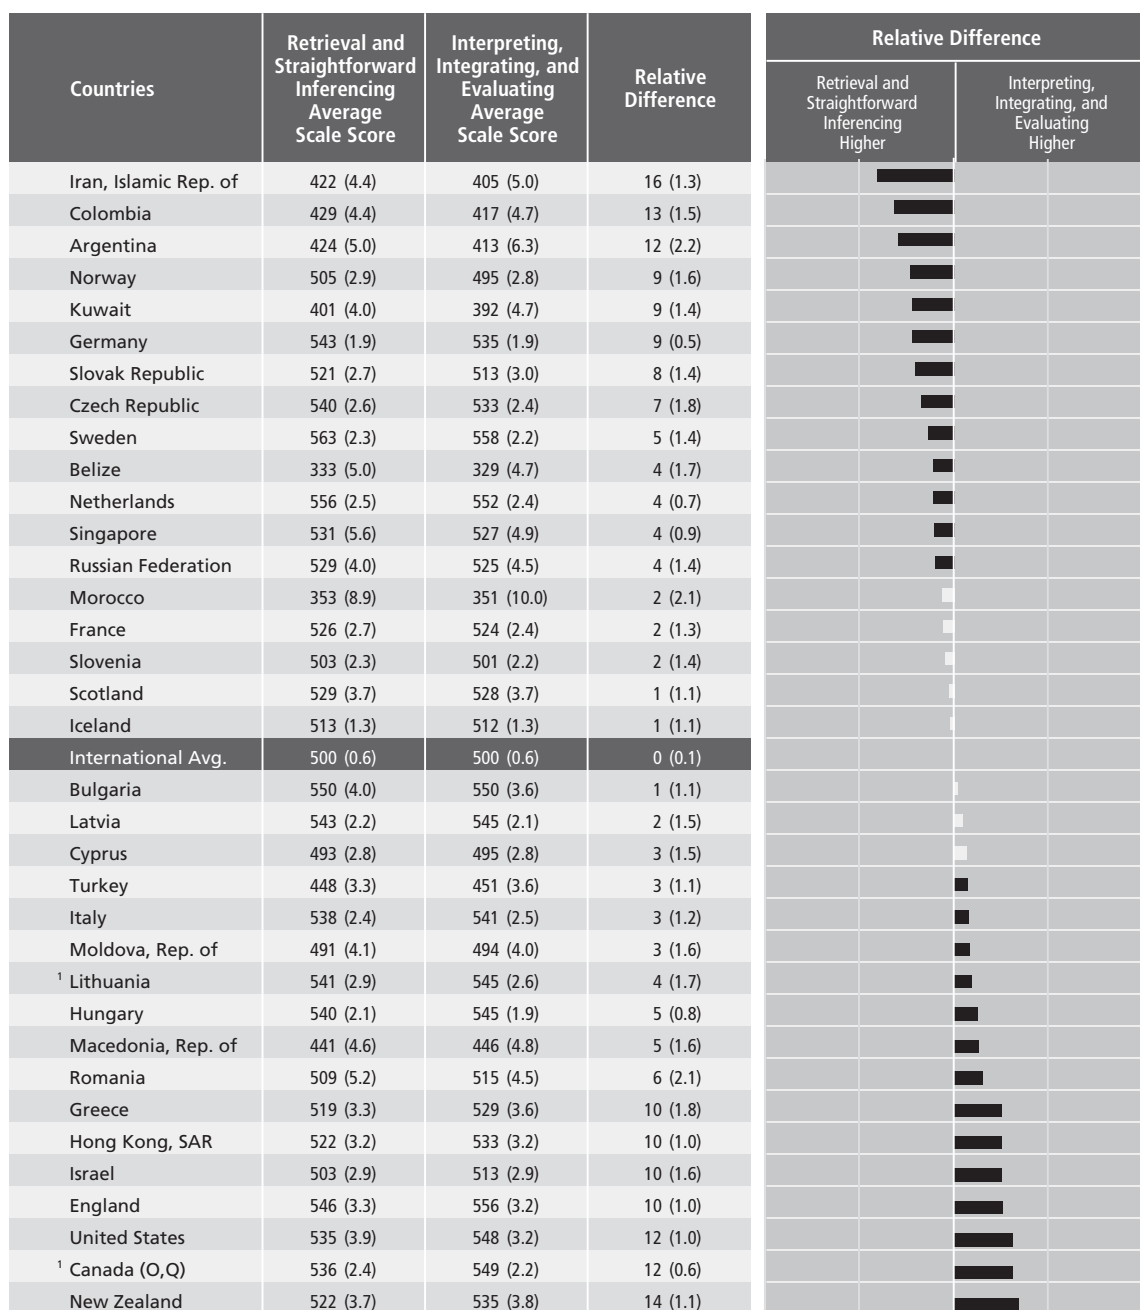 Countries
Retrieval and
Straightforward
Inferencing
Average
Scale Score
Interpreting,
Integrating, and
Evaluating
Average
Scale Score
Relative
Difference
Relative Difference
Retrieval and
Straightforward
Inferencing
Higher
Interpreting,
Integrating, and
Evaluating
Higher
Iran, Islamic Rep. of 422 (4.4) 405 (5.0) 16 (1.3)
Colombia 429 (4.4) 417 (4.7) 13 (1.5)
Argentina 424 (5.0) 413 (6.3) 12 (2.2)
Norway 505 (2.9) 495 (2.8) 9 (1.6)
Kuwait 401 (4.0) 392 (4.7) 9 (1.4)
Germany 543 (1.9) 535 (1.9) 9 (0.5)
Slovak Republic 521 (2.7) 513 (3.0) 8 (1.4)
Czech Republic 540 (2.6) 533 (2.4) 7 (1.8)
Sweden 563 (2.3) 558 (2.2) 5 (1.4)
Belize 333 (5.0) 329 (4.7) 4 (1.7)
Netherlands 556 (2.5) 552 (2.4) 4 (0.7)
Singapore 531 (5.6) 527 (4.9) 4 (0.9)
Russian Federation 529 (4.0) 525 (4.5) 4 (1.4)
Morocco 353 (8.9) 351 (10.0) 2 (2.1)
France 526 (2.7) 524 (2.4) 2 (1.3)
Slovenia 503 (2.3) 501 (2.2) 2 (1.4)
Scotland 529 (3.7) 528 (3.7) 1 (1.1)
Iceland 513 (1.3) 512 (1.3) 1 (1.1)
International Avg. 500 (0.6) 500 (0.6) 0 (0.1)
Bulgaria 550 (4.0) 550 (3.6) 1 (1.1)
Latvia 543 (2.2) 545 (2.1) 2 (1.5)
Cyprus 493 (2.8) 495 (2.8) 3 (1.5)
Turkey 448 (3.3) 451 (3.6) 3 (1.1)
Italy 538 (2.4) 541 (2.5) 3 (1.2)
Moldova, Rep. of 491 (4.1) 494 (4.0) 3 (1.6)
¹ Lithuania 541 (2.9) 545 (2.6) 4 (1.7)
Hungary 540 (2.1) 545 (1.9) 5 (0.8)
Macedonia, Rep. of 441 (4.6) 446 (4.8) 5 (1.6)
Romania 509 (5.2) 515 (4.5) 6 (2.1)
Greece 519 (3.3) 529 (3.6) 10 (1.8)
Hong Kong, SAR 522 (3.2) 533 (3.2) 10 (1.0)
Israel 503 (2.9) 513 (2.9) 10 (1.6)
England 546 (3.3) 556 (3.2) 10 (1.0)
United States 535 (3.9) 548 (3.2) 12 (1.0)
¹ Canada (O,Q) 536 (2.4) 549 (2.2) 12 (0.6)
New Zealand 522 (3.7) 535 (3.8) 14 (1.1)